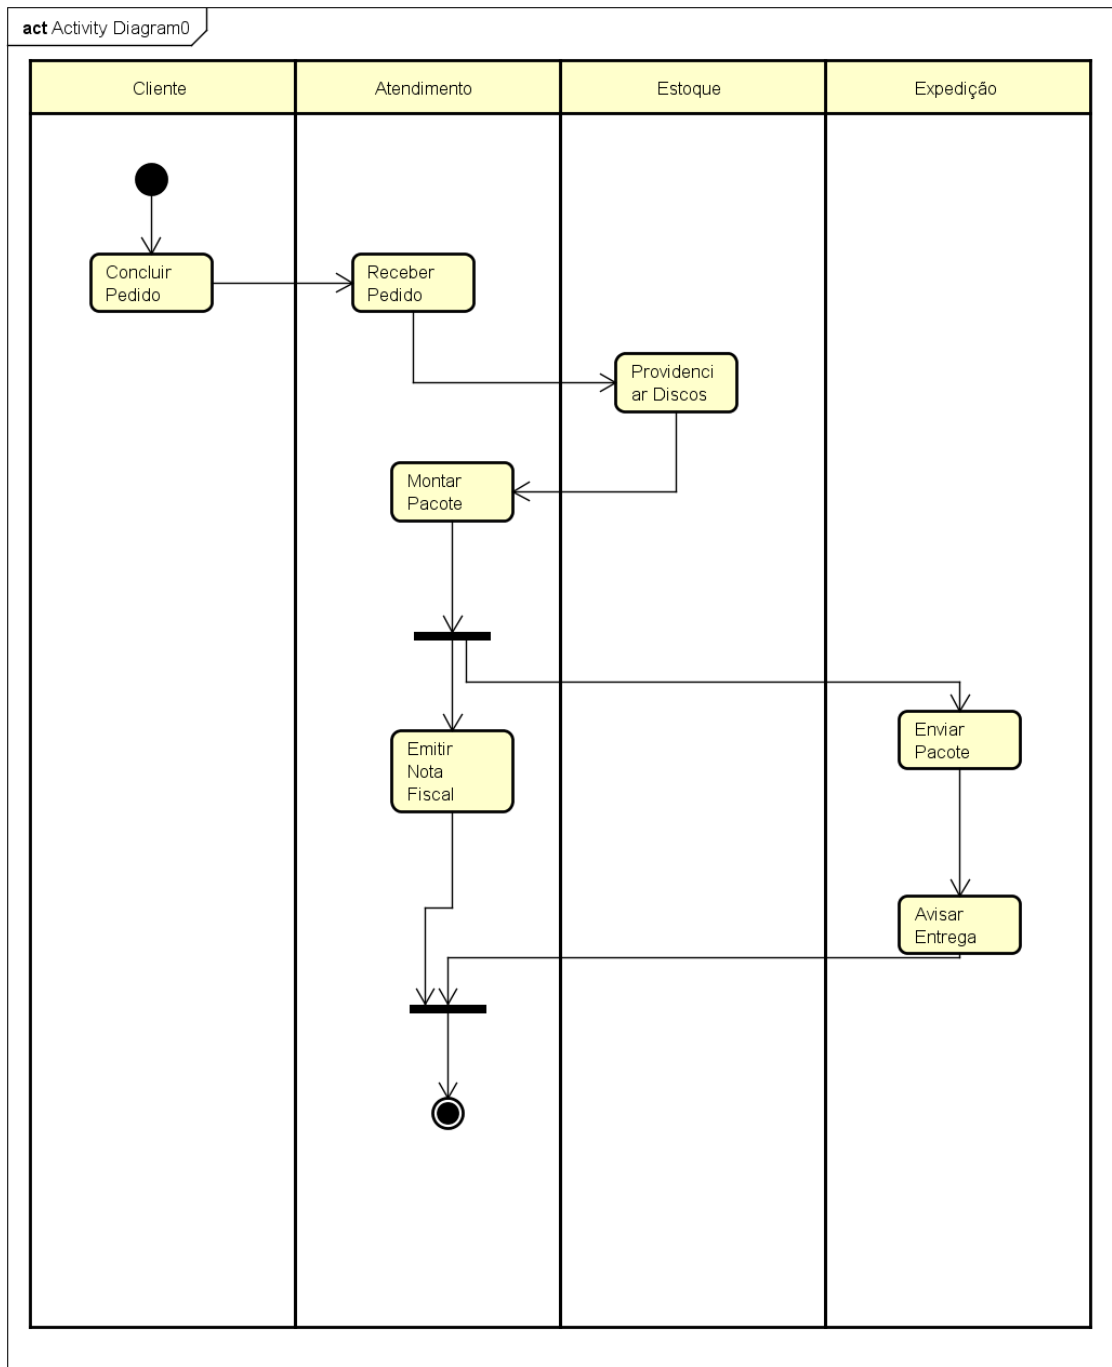 act Activity Diagram0
Cliente
Atendimento
Estoque
Expedição
Concluir
Pedido
Receber
Pedido
Providenci
ar Discos
Montar
Pacote
Emitir
Nota
Fiscal
Enviar
Pacote
Avisar
Entrega